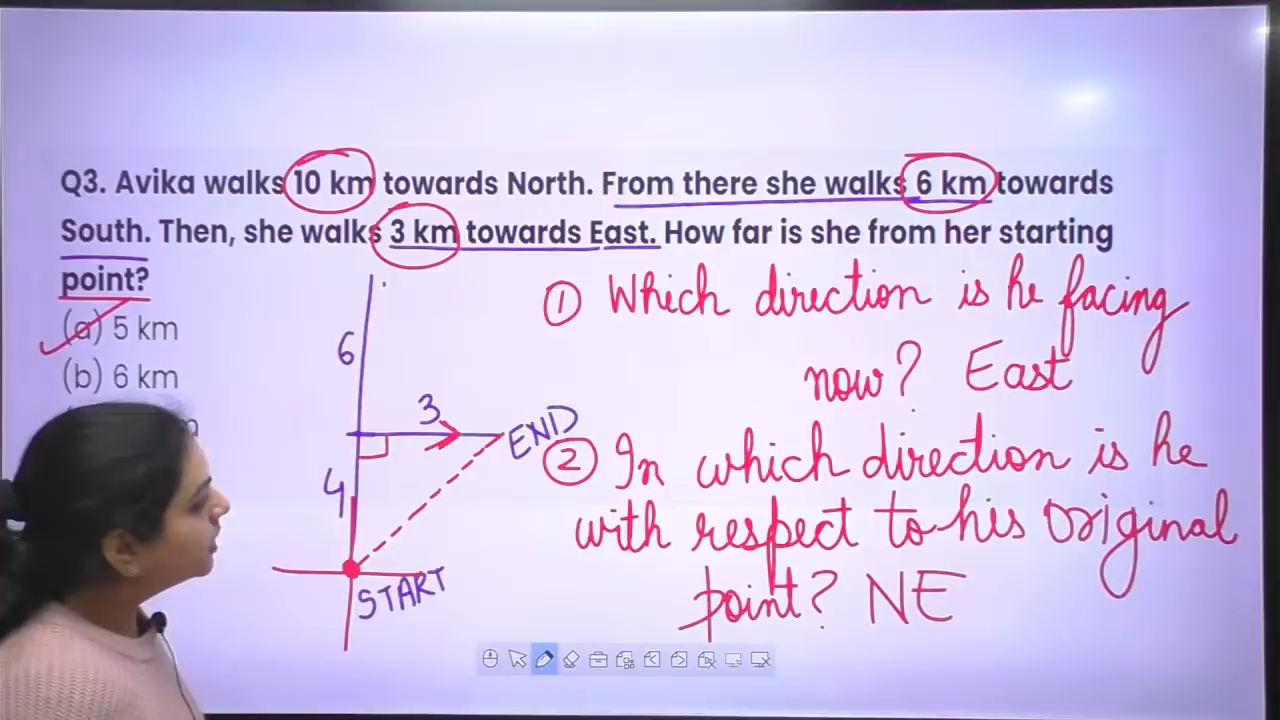 Q3. Avika walks 10 km towards North. From there she walks 6 km towards
South. Then, she walks 3 km towards East. How far is she from her starting
point?
(a) 5 km
(b) 6 km
① Which direction is he facing
now? East
② In which direction is he
with respect to his original
point? NE
6
3
END
4
START